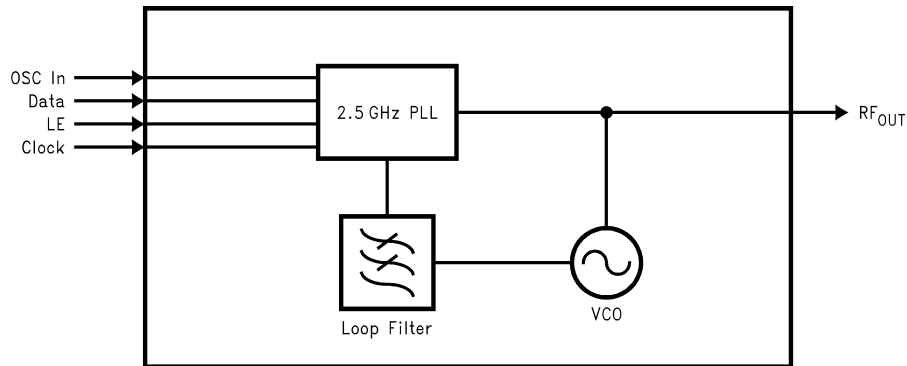 OSC In
Data
LE
Clock
2.5 GHz PLL
RFOUT
Loop Filter
VCO